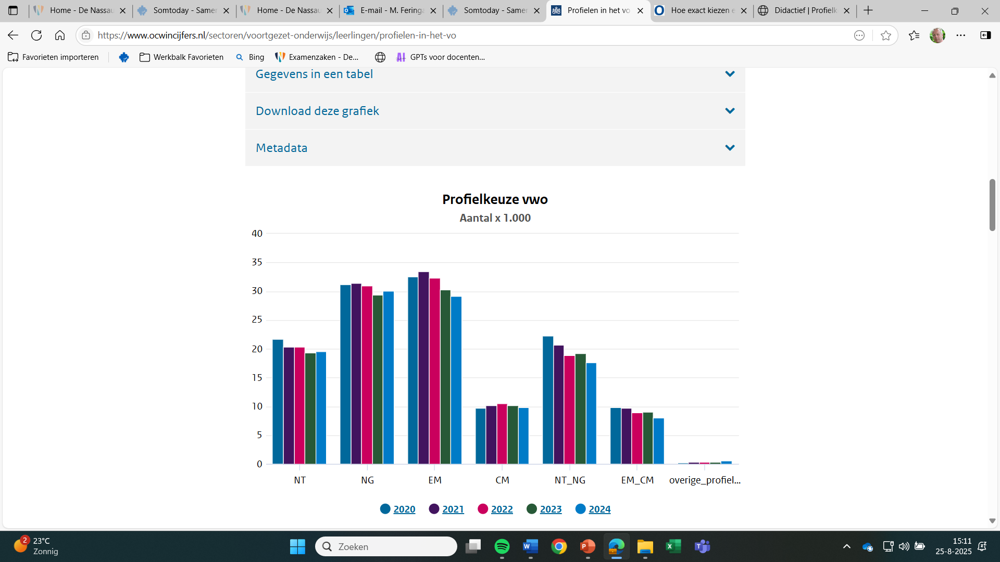 Home - De Nassau
Somtoday - Samen
Home - De Nassau
E-mail - M. Feringa
Somtoday - Samen
Profielen in het vo
Hoe exact kiezen e
Didactief | Profielk
https://www.ocwincijfers.nl/sectoren/voortgezet-onderwijs/leerlingen/profielen-in-het-vo
Favorieten importeren
Werkbalk Favorieten
Bing
Examenzaken - De...
GPTs voor docenten...
Gegevens in een tabel
Download deze grafiek
Metadata
Profielkeuze vwo
Aantal x 1.000
40
35
30
25
20
15
10
5
0
NT NG EM CM NT_NG EM_CM overige_profiel...
2020 2021 2022 2023 2024
2
23°C
Zonnig
Zoeken
15:11
25-8-2025